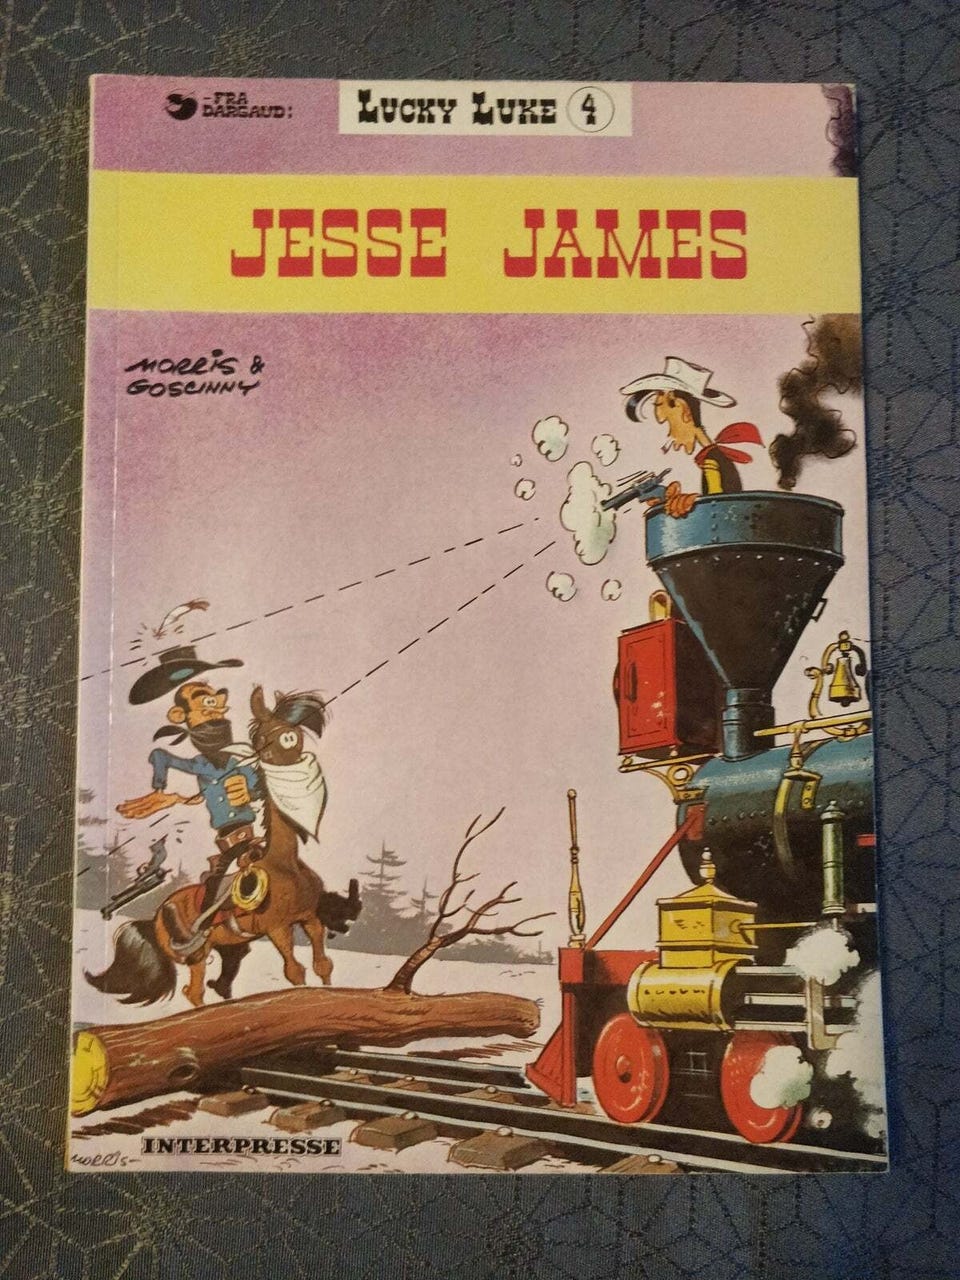 -FRA
DARGAUD:
LUCKY LUKE 4
JESSE JAMES
MORRIS &
GOSCINNY
INTERPRESSE
MORRIS-